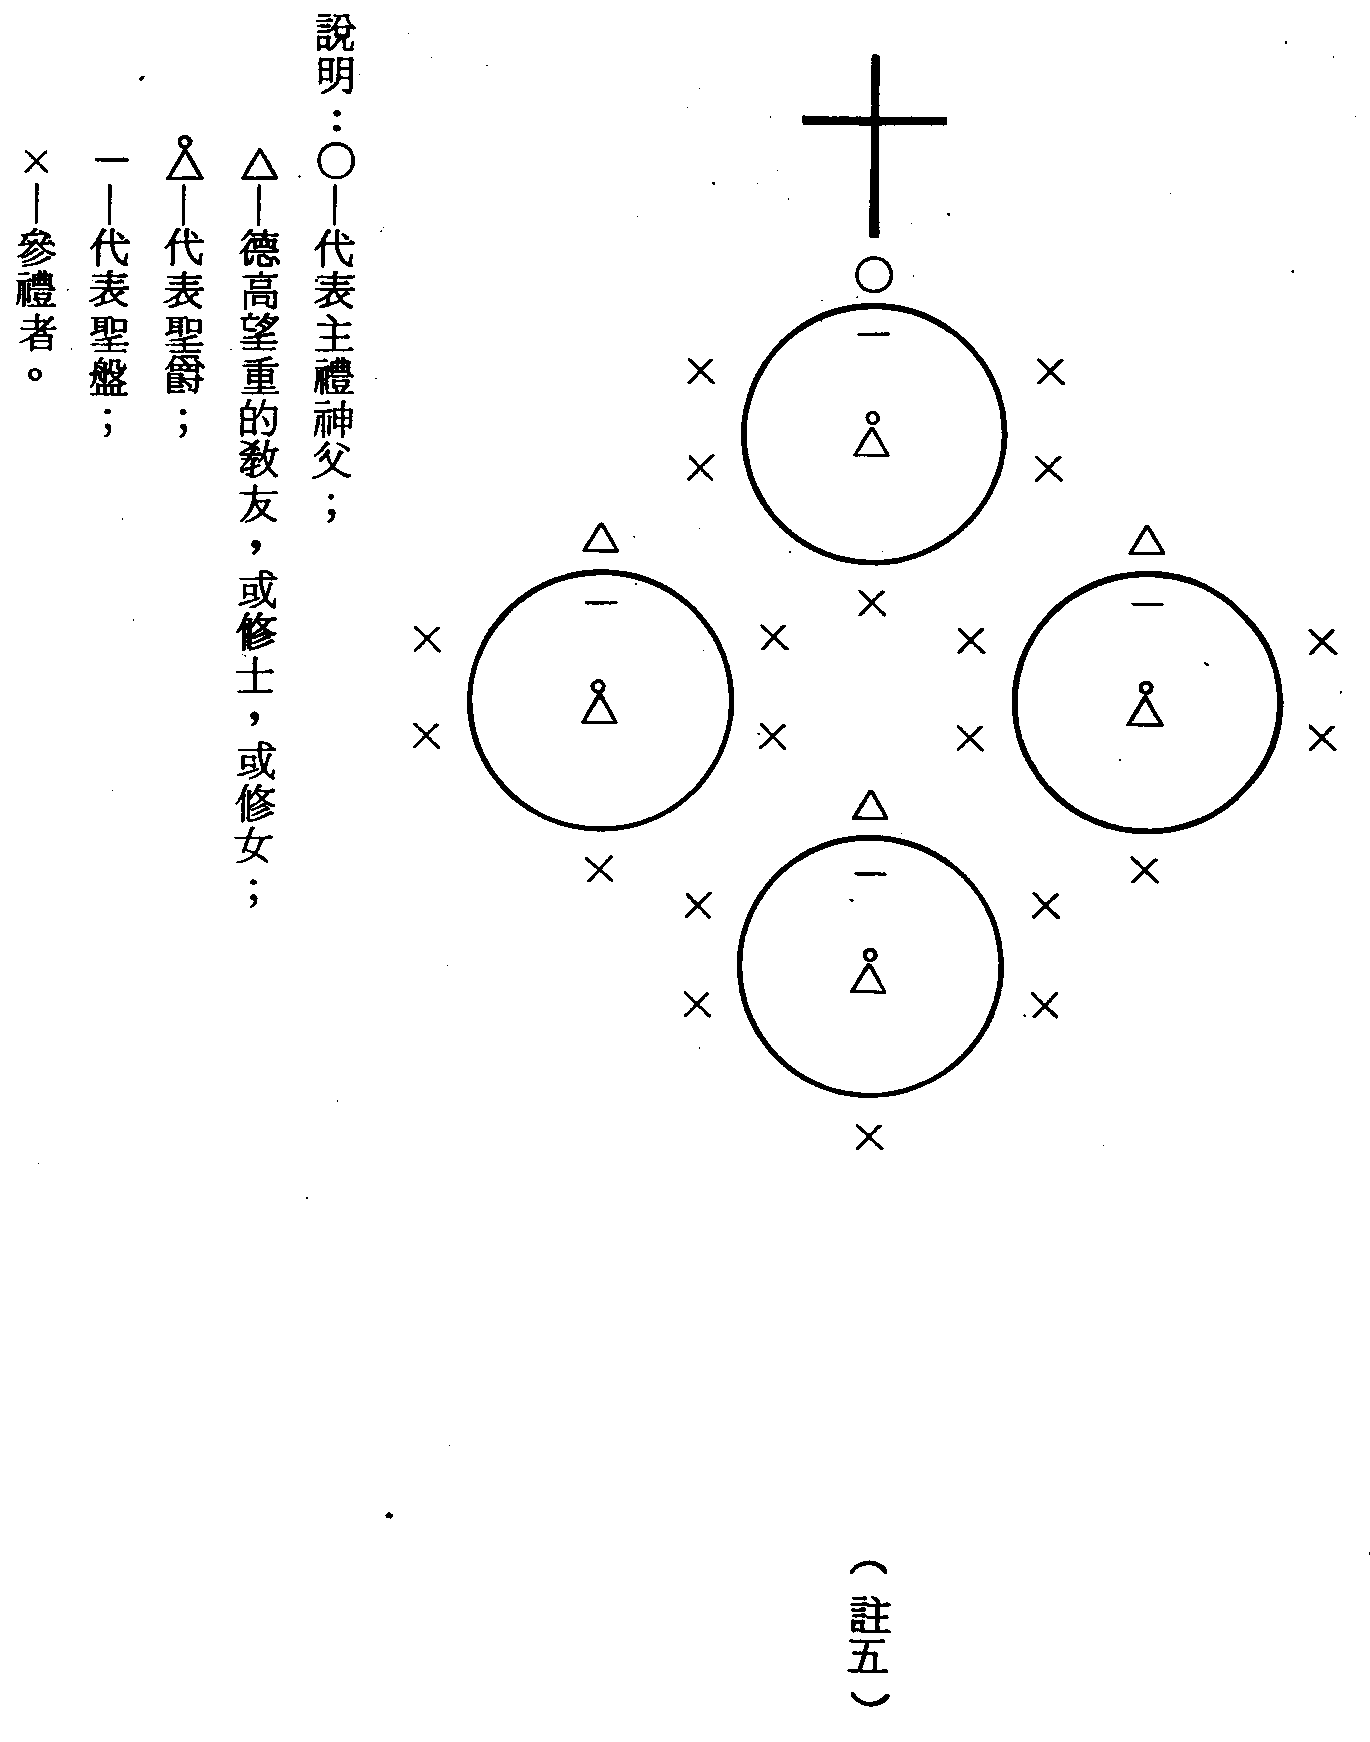 （註五）
說明：○—代表主禮神父；
△—德高望重的教友，或修士，或修女；
—代表聖爵；
——代表聖盤；
×—參禮者。